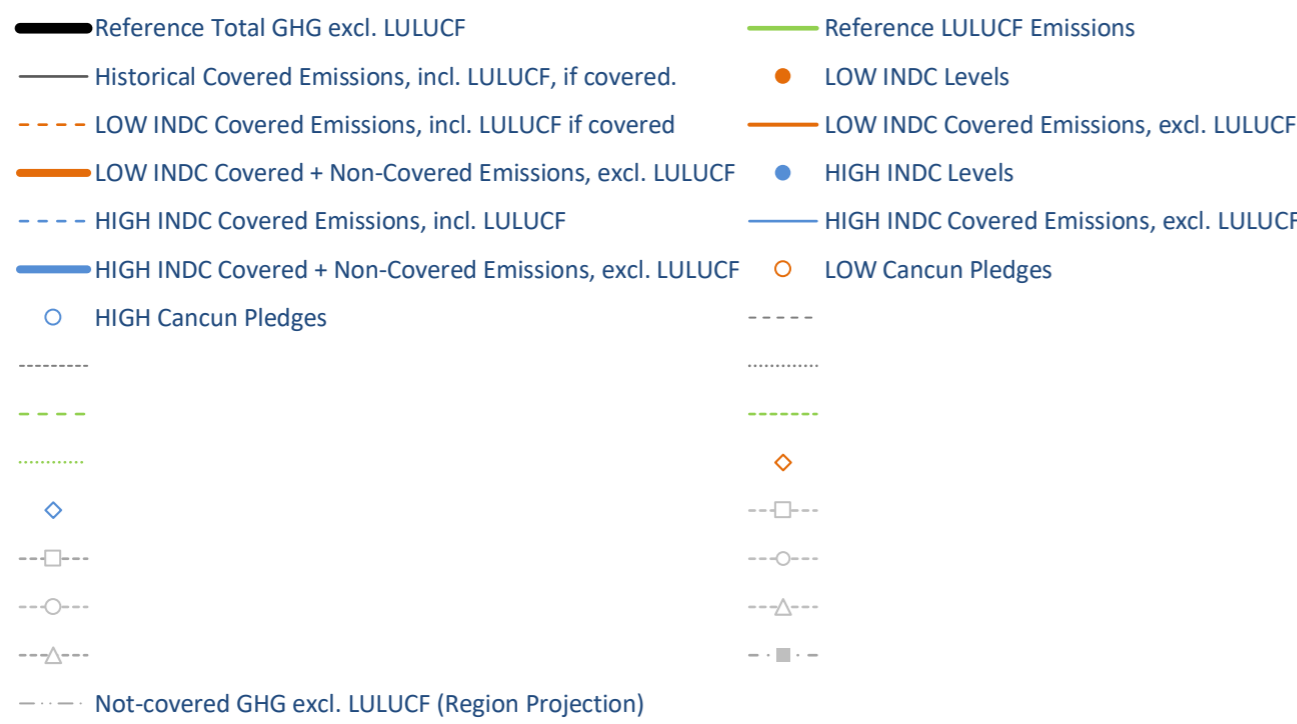 Reference Total GHG excl. LULUCF
Reference LULUCF Emissions
Historical Covered Emissions, incl. LULUCF, if covered.
LOW INDC Levels
LOW INDC Covered Emissions, incl. LULUCF if covered
LOW INDC Covered Emissions, excl. LULUCF
LOW INDC Covered + Non-Covered Emissions, excl. LULUCF
HIGH INDC Levels
HIGH INDC Covered Emissions, incl. LULUCF
HIGH INDC Covered Emissions, excl. LULUCF
HIGH INDC Covered + Non-Covered Emissions, excl. LULUCF
LOW Cancun Pledges
HIGH Cancun Pledges
Not-covered GHG excl. LULUCF (Region Projection)